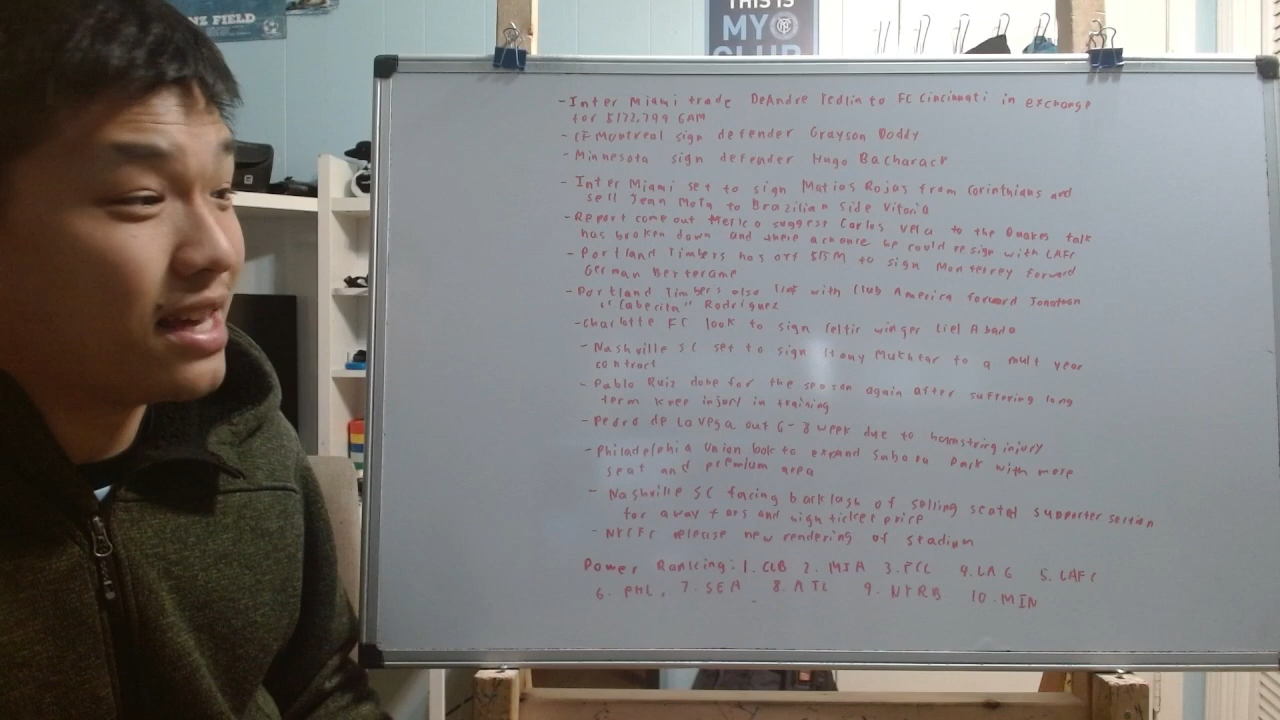 NZ FIELD
THIS IS
MY
CLUB
-Inter Miami trade DeAndre Yedlin to FC Cincinnati in exchange
for $172,799 GAM
- CF Montreal sign defender Grayson Doddy
- Minnesota sign defender Hugo Bacharack
- Inter Miami set to sign Matias Rojas from Corinthians and
sell Jean Mota to Brazilian side Vitoria
- Report come out Mexico suggest Carlos Vela to the Quakes talk
has broken down and there a chance he could resign with LAFC
- Portland Timbers has off $15M to sign Monterrey forward
German Berterame
- Portland Timbers also with Club America forward Jonatan
"Cabecita" Rodriguez
-Charlotte FC look to sign Celtic winger Liel Abada
- Nashville SC set to sign Hany Mukhtar to a mult year
contract
- Pablo Ruiz done for the season again after suffering long
term knee injury in training
- Pedro de la Vega out 6-8 week due to hamstring injury
- Philadelphia Union look to expand Subaru Park with more
seat and premium area
- Nashville SC facing backlash of selling seated supporter section
for away fans and high ticket price
- NYCFC release new rendering of stadium
Power Ranking: 1. CLB 2. MIA 3. FCC 4. LAG 5. LAFC
6. PHL, 7. SEA 8. ATL 9. NYRB 10. MIN